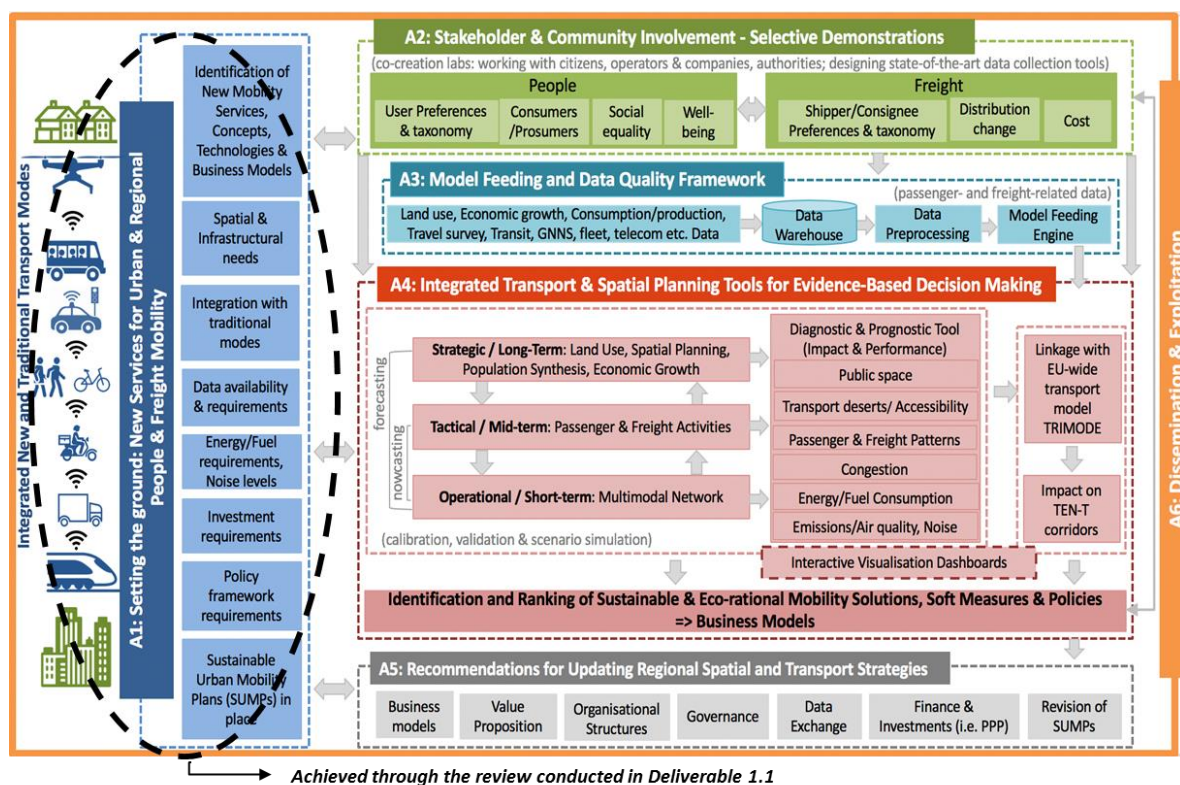 Integrated New and Traditional Transport Modes
A1: Setting the ground: New Services for Urban & Regional
People & Freight Mobility
Identification of
New Mobility
Services,
Concepts,
Technologies &
Business Models
Spatial &
Infrastructural
needs
Integration with
traditional
modes
Data availability
& requirements
Energy/Fuel
requirements,
Noise levels
Investment
requirements
Policy
framework
requirements
Sustainable
Urban Mobility
Plans (SUMPs) in
place
A2: Stakeholder & Community Involvement - Selective Demonstrations
(co-creation labs: working with citizens, operators & companies, authorities; designing state-of-the-art data collection tools)
People
User Preferences
& taxonomy
Consumers
/Prosumers
Social
equality
Well-
being
Freight
Shipper/Consignee
Preferences & taxonomy
Distribution
change
Cost
A3: Model Feeding and Data Quality Framework
(passenger- and freight-related data)
Land use, Economic growth, Consumption/production,
Travel survey, Transit, GNNS, fleet, telecom etc. Data
Data
Warehouse
Data
Preprocessing
Model Feeding
Engine
A4: Integrated Transport & Spatial Planning Tools for Evidence-Based Decision Making
forecasting
nowcasting
Strategic / Long-Term: Land Use, Spatial Planning,
Population Synthesis, Economic Growth
Tactical / Mid-term: Passenger & Freight Activities
Operational / Short-term: Multimodal Network
(calibration, validation & scenario simulation)
Diagnostic & Prognostic Tool
(Impact & Performance)
Public space
Transport deserts/ Accessibility
Passenger & Freight Patterns
Congestion
Energy/Fuel Consumption
Emissions/Air quality, Noise
Linkage with
EU-wide
transport
model
TRIMODE
Impact on
TEN-T
corridors
Interactive Visualisation Dashboards
Identification and Ranking of Sustainable & Eco-rational Mobility Solutions, Soft Measures & Policies
=> Business Models
A5: Recommendations for Updating Regional Spatial and Transport Strategies
Business
models
Value
Proposition
Organisational
Structures
Governance
Data
Exchange
Finance &
Investments (i.e. PPP)
Revision of
SUMPs
A6: Dissemination & Exploitation
Achieved through the review conducted in Deliverable 1.1